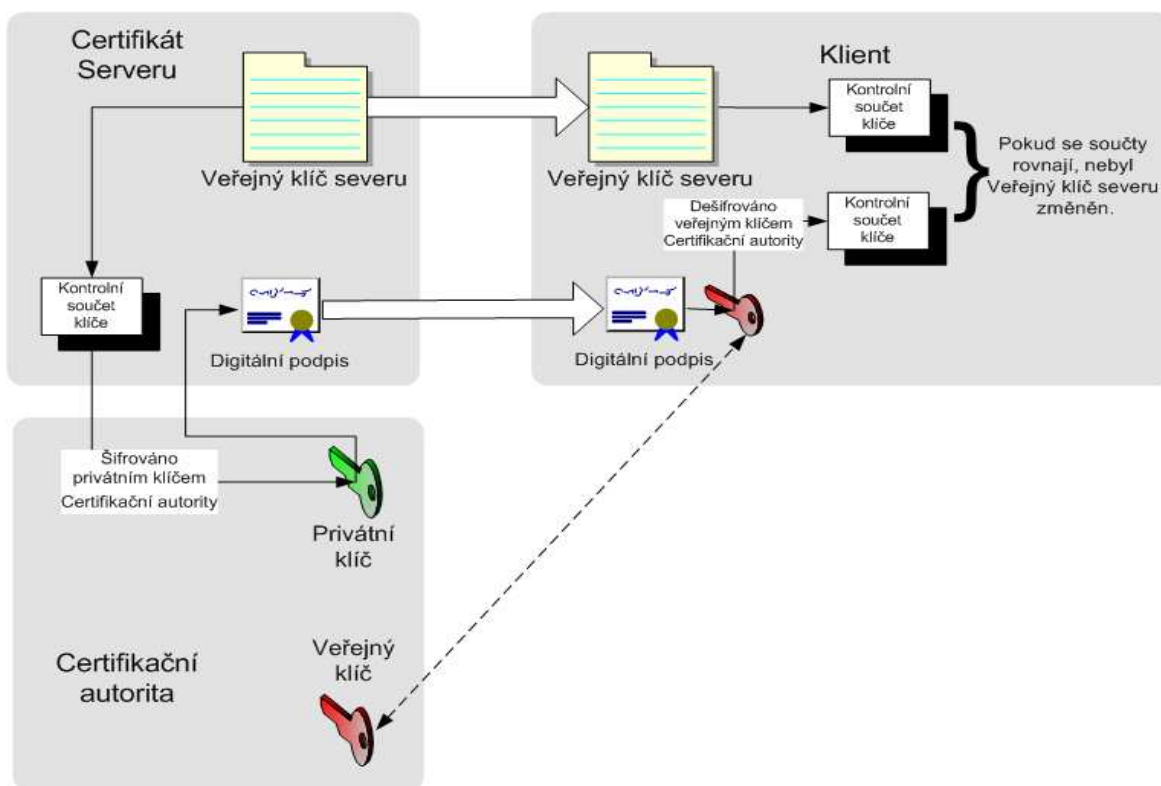 Certifikát
Serveru
Veřejný klíč severu
Kontrolní
součet
klíče
Digitální podpis
Klient
Veřejný klíč severu
Kontrolní
součet
klíče
Pokud se součty
rovnají, nebyl
Veřejný klíč severu
změněn.
Dešifrováno
veřejným klíčem
Certifikační autority
Kontrolní
součet
klíče
Digitální podpis
Šifrováno
privátním klíčem
Certifikační autority
Privátní
klíč
Certifikační
autorita
Veřejný
klíč